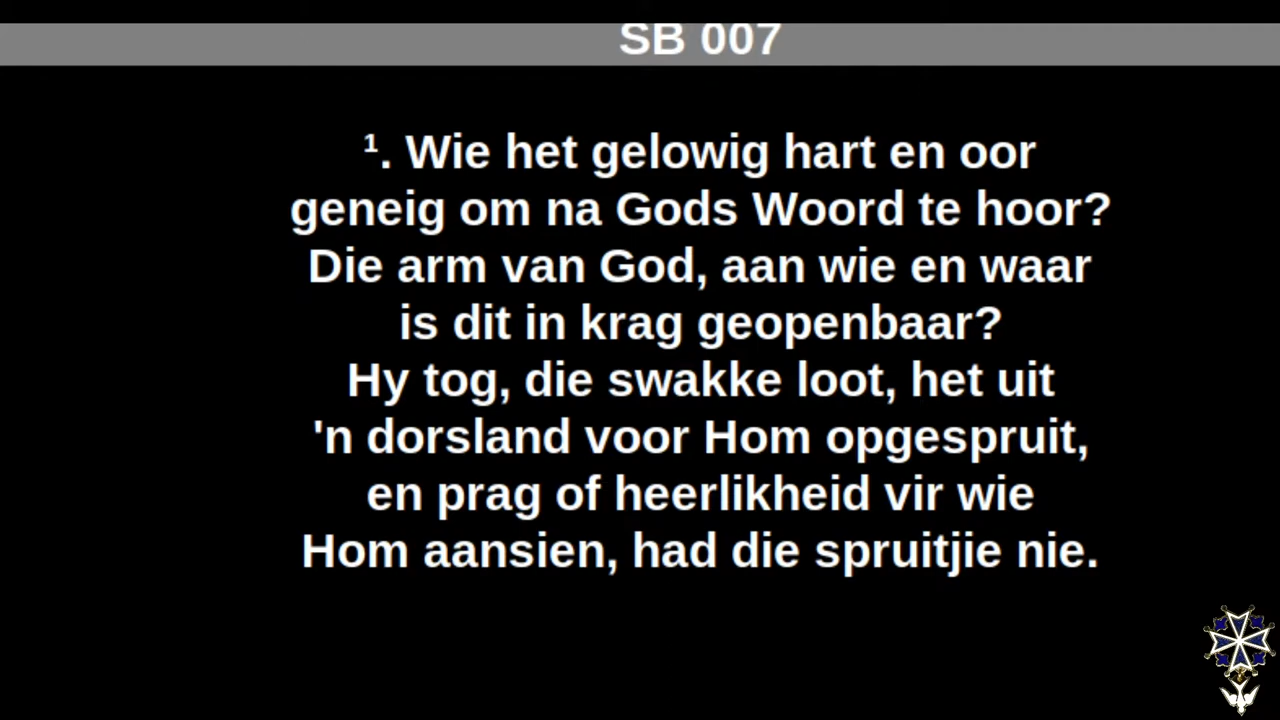 SB 007
¹. Wie het gelowig hart en oor
geneig om na Gods Woord te hoor?
Die arm van God, aan wie en waar
is dit in krag geopenbaar?
Hy tog, die swakke loot, het uit
'n dorsland voor Hom opgespruit,
en prag of heerlikheid vir wie
Hom aansien, had die spruitjie nie.